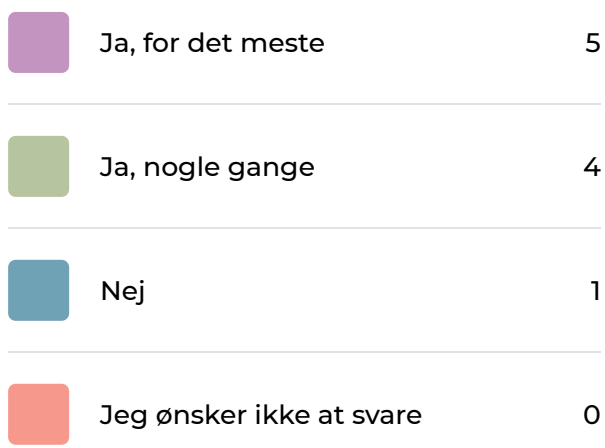 Ja, for det meste 5
Ja, nogle gange 4
Nej 1
Jeg ønsker ikke at svare 0